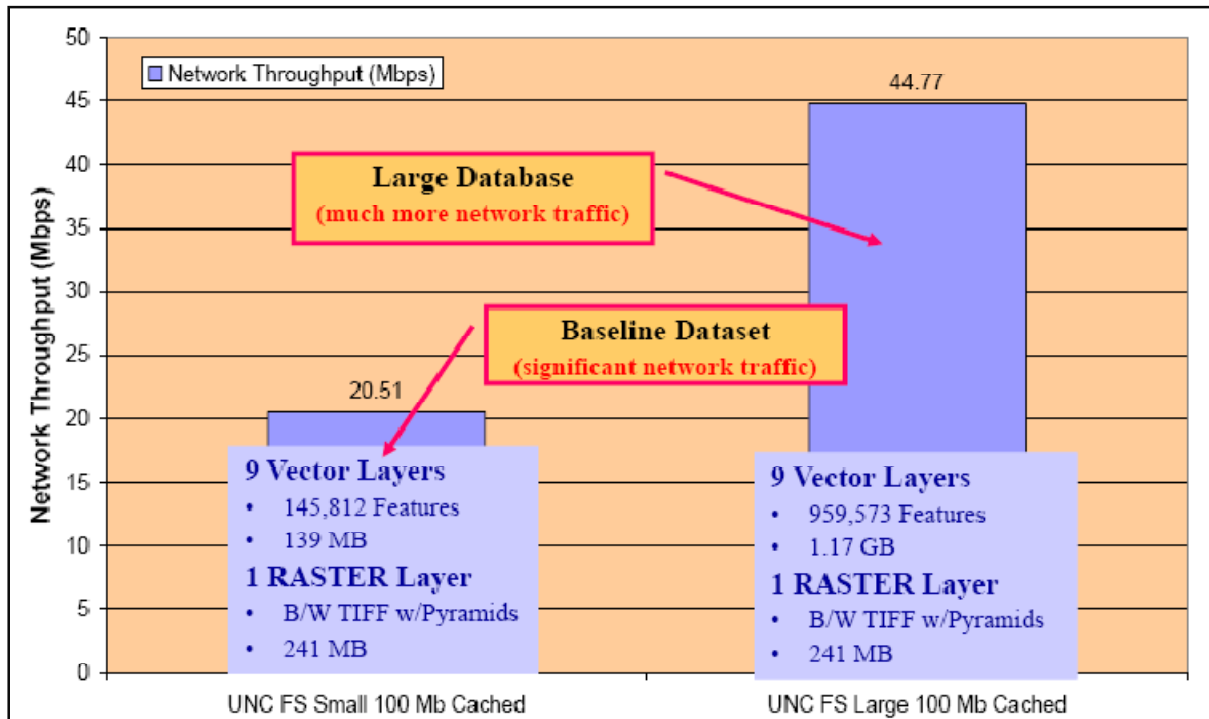 50
45
40
35
30
25
20
15
10
5
0
Network Throughput (Mbps)
Network Throughput (Mbps)
44.77
Large Database
(much more network traffic)
Baseline Dataset
(significant network traffic)
20.51
9 Vector Layers
• 145,812 Features
• 139 MB
1 RASTER Layer
• B/W TIFF w/Pyramids
• 241 MB
9 Vector Layers
• 959,573 Features
• 1.17 GB
1 RASTER Layer
• B/W TIFF w/Pyramids
• 241 MB
UNC FS Small 100 Mb Cached
UNC FS Large 100 Mb Cached